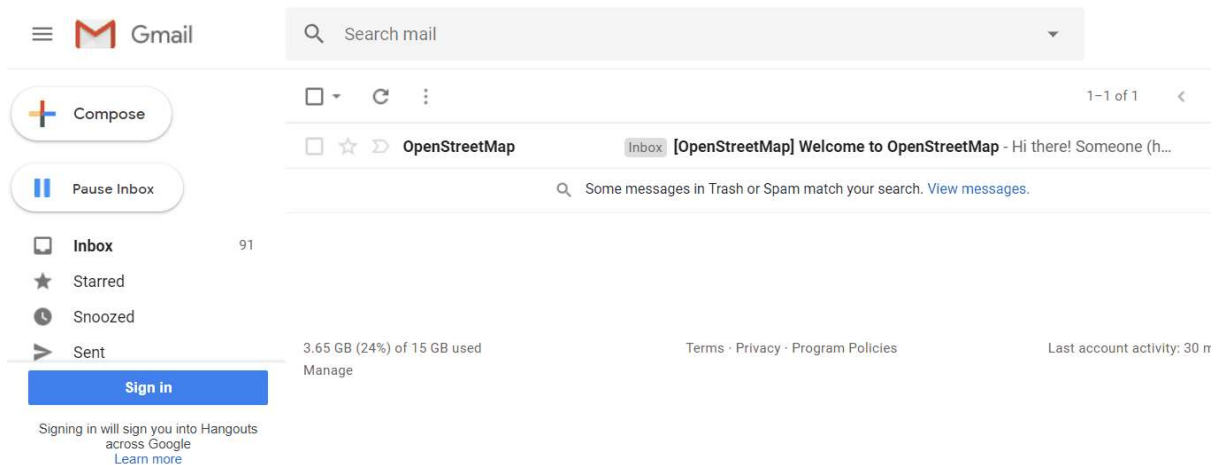 Gmail
Search mail
Compose
1–1 of 1
OpenStreetMap Inbox [OpenStreetMap] Welcome to OpenStreetMap - Hi there! Someone (h...
Pause Inbox
Some messages in Trash or Spam match your search. View messages.
Inbox 91
Starred
Snoozed
Sent
3.65 GB (24%) of 15 GB used
Manage
Terms · Privacy · Program Policies
Last account activity: 30 m
Sign in
Signing in will sign you into Hangouts
across Google
Learn more